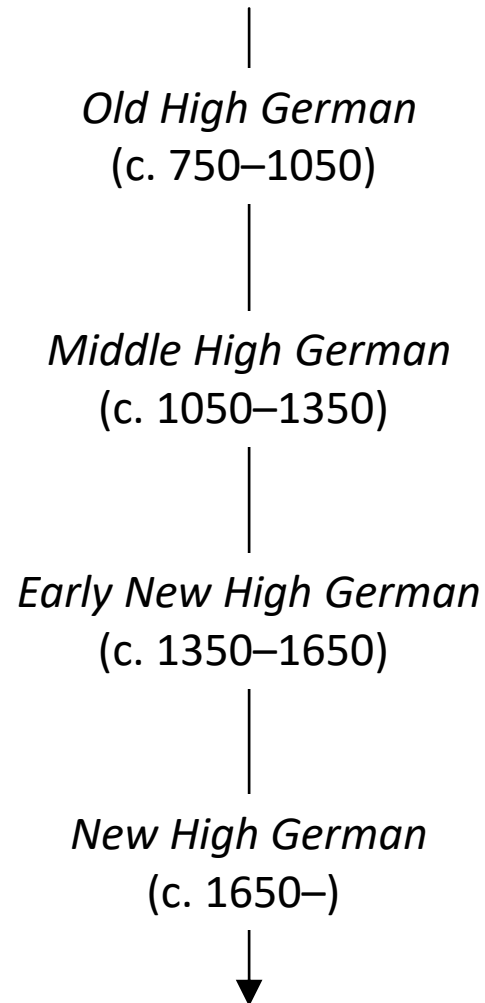 Old High German
(c. 750–1050)
Middle High German
(c. 1050–1350)
Early New High German
(c. 1350–1650)
New High German
(c. 1650–)